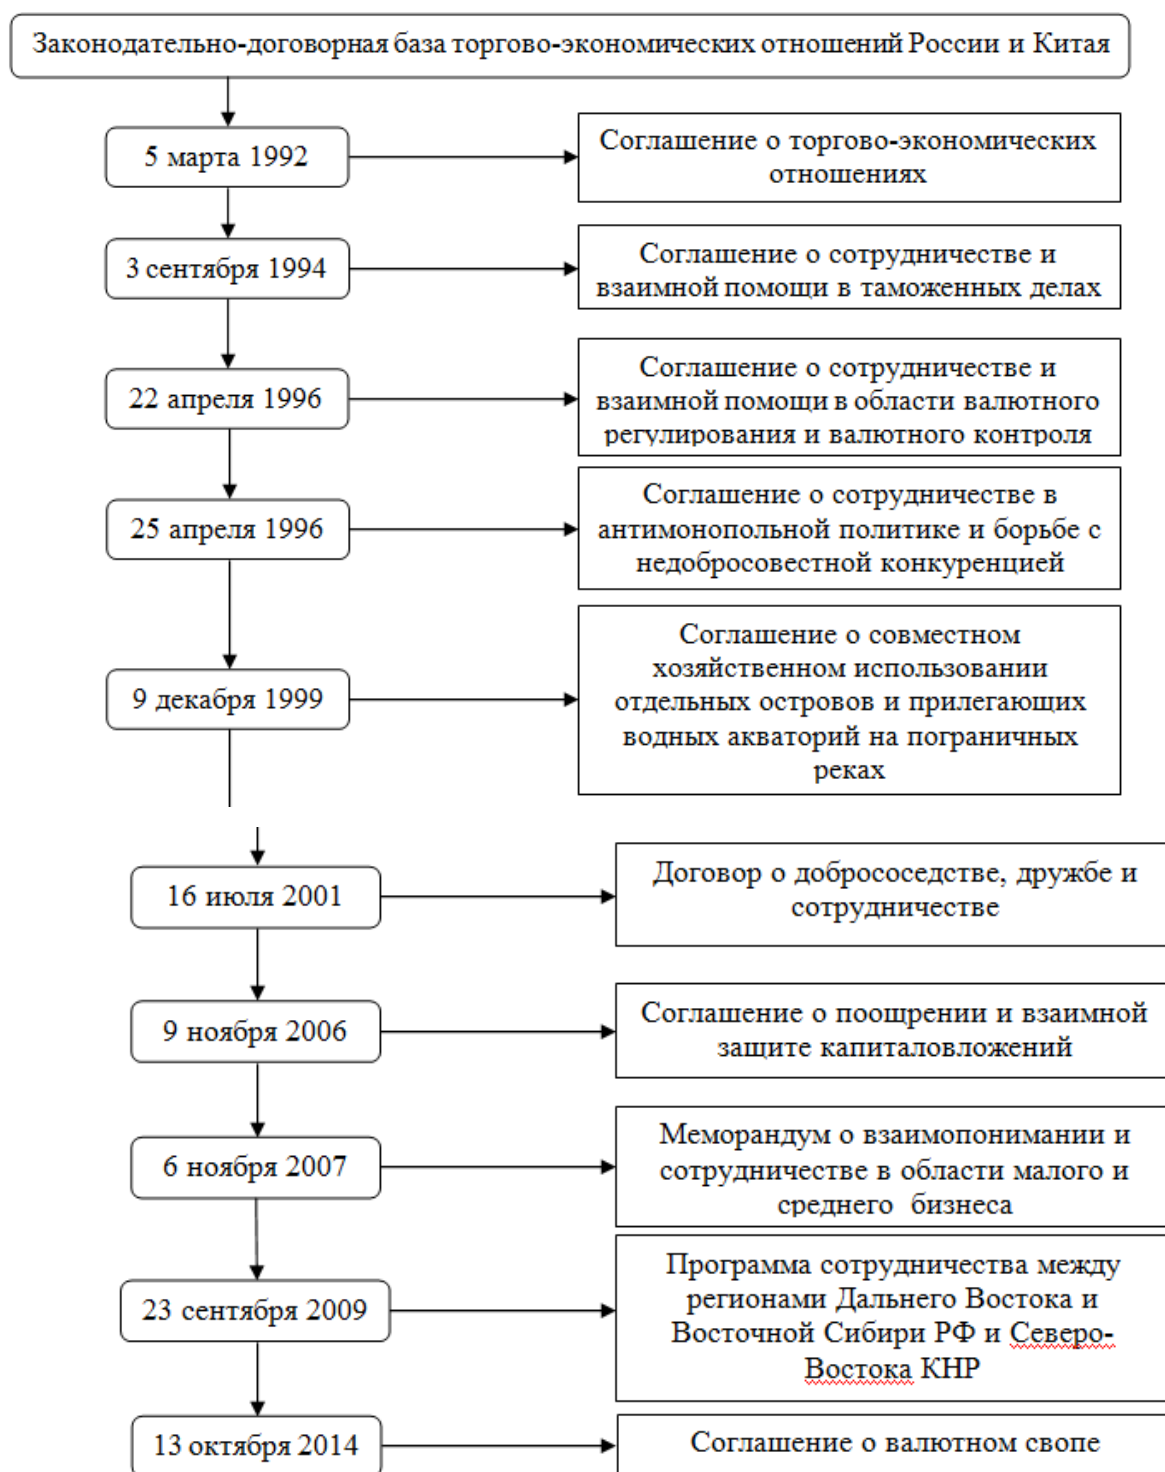 Законодательно-договорная база торгово-экономических отношений России и Китая
5 марта 1992
Соглашение о торгово-экономических
отношениях
3 сентября 1994
Соглашение о сотрудничестве и
взаимной помощи в таможенных делах
22 апреля 1996
Соглашение о сотрудничестве и
взаимной помощи в области валютного
регулирования и валютного контроля
25 апреля 1996
Соглашение о сотрудничестве в
антимонопольной политике и борьбе с
недобросовестной конкуренцией
9 декабря 1999
Соглашение о совместном
хозяйственном использовании
отдельных островов и прилегающих
водных акваторий на пограничных
реках
16 июля 2001
Договор о добрососедстве, дружбе и
сотрудничестве
9 ноября 2006
Соглашение о поощрении и взаимной
защите капиталовложений
6 ноября 2007
Меморандум о взаимопонимании и
сотрудничестве в области малого и
среднего бизнеса
23 сентября 2009
Программа сотрудничества между
регионами Дальнего Востока и
Восточной Сибири РФ и Северо-
Востока КНР
13 октября 2014
Соглашение о валютном свопе